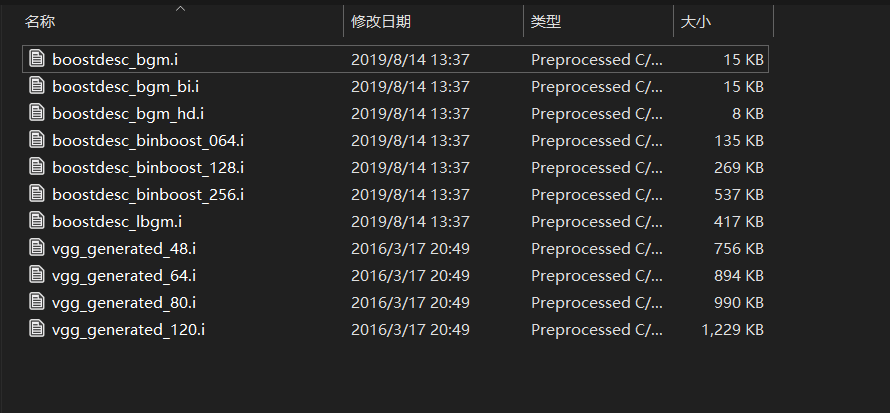 名称 修改日期 类型 大小
boostdesc_bgm.i 2019/8/14 13:37 Preprocessed C/... 15 KB
boostdesc_bgm_bi.i 2019/8/14 13:37 Preprocessed C/... 15 KB
boostdesc_bgm_hd.i 2019/8/14 13:37 Preprocessed C/... 8 KB
boostdesc_binboost_064.i 2019/8/14 13:37 Preprocessed C/... 135 KB
boostdesc_binboost_128.i 2019/8/14 13:37 Preprocessed C/... 269 KB
boostdesc_binboost_256.i 2019/8/14 13:37 Preprocessed C/... 537 KB
boostdesc_lbgm.i 2019/8/14 13:37 Preprocessed C/... 417 KB
vgg_generated_48.i 2016/3/17 20:49 Preprocessed C/... 756 KB
vgg_generated_64.i 2016/3/17 20:49 Preprocessed C/... 894 KB
vgg_generated_80.i 2016/3/17 20:49 Preprocessed C/... 990 KB
vgg_generated_120.i 2016/3/17 20:49 Preprocessed C/... 1,229 KB